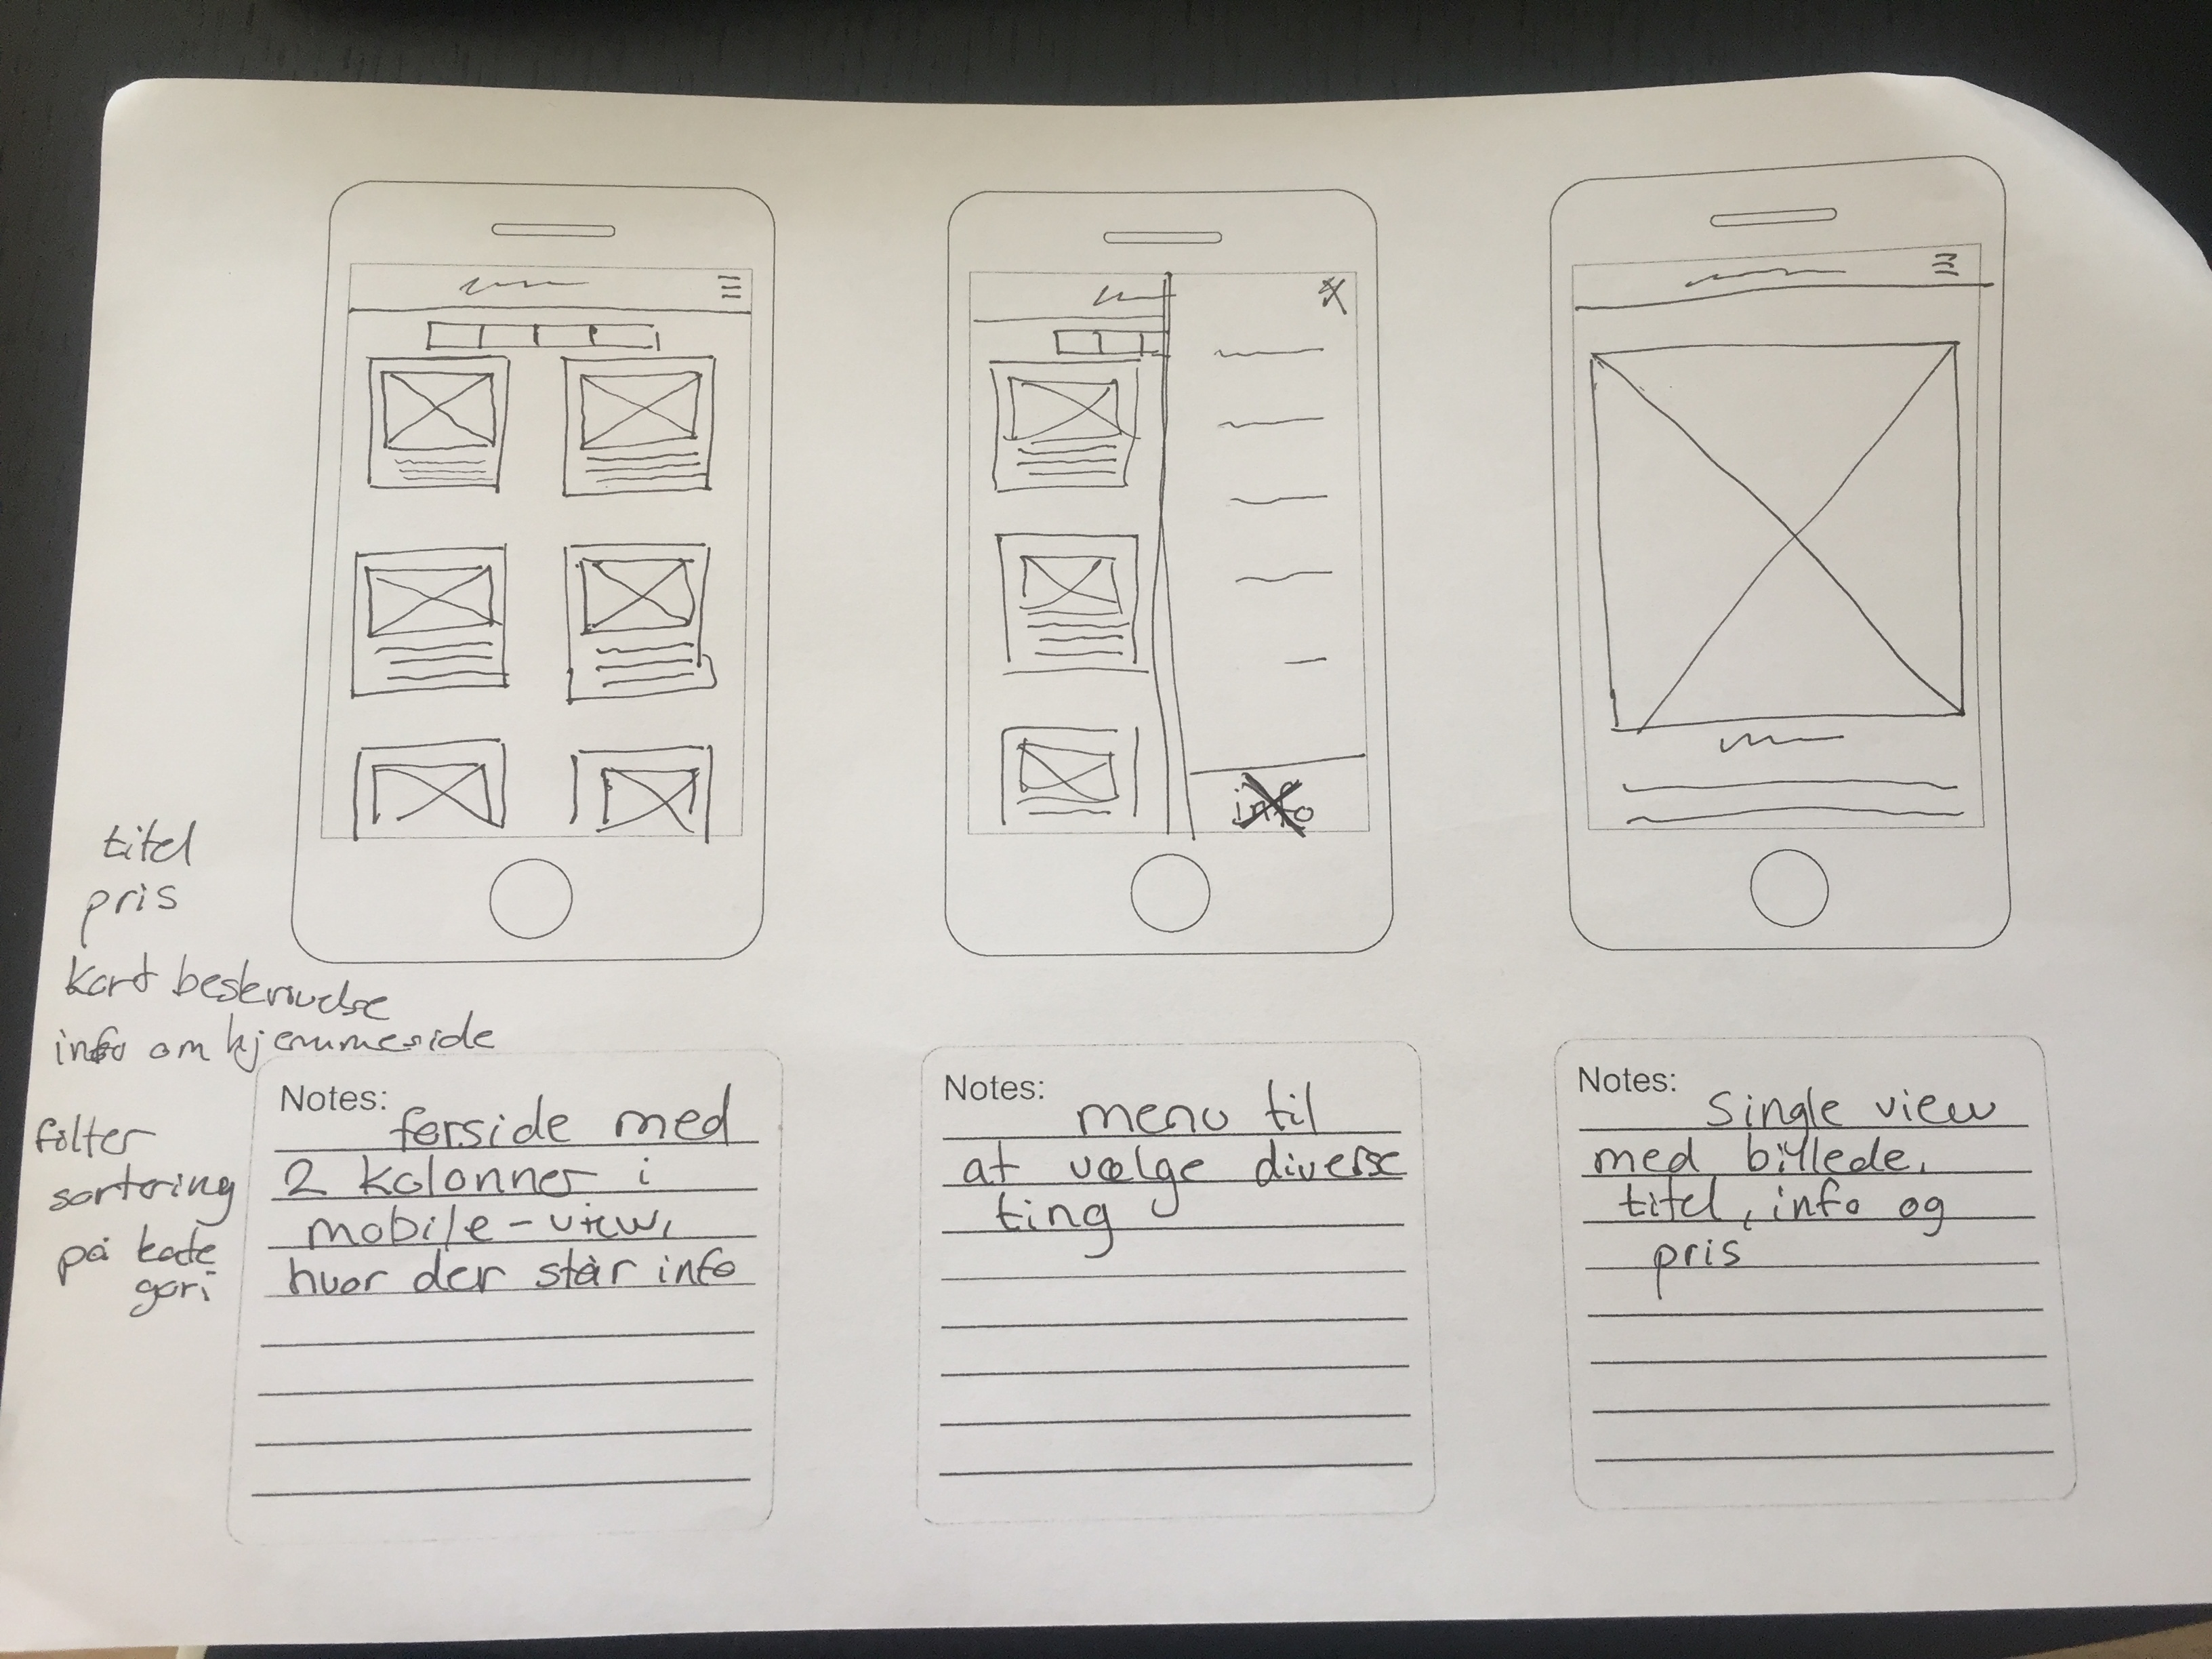 info
titel
pris
kort beskrivelse
info om hjemmeside
filter
sortering
på kate
gori
Notes:
forside med
2 kolonner i
mobile-view,
hvor der står info
Notes:
menu til
at vælge diverse
ting
Notes:
Single view
med billede,
titel, info og
pris